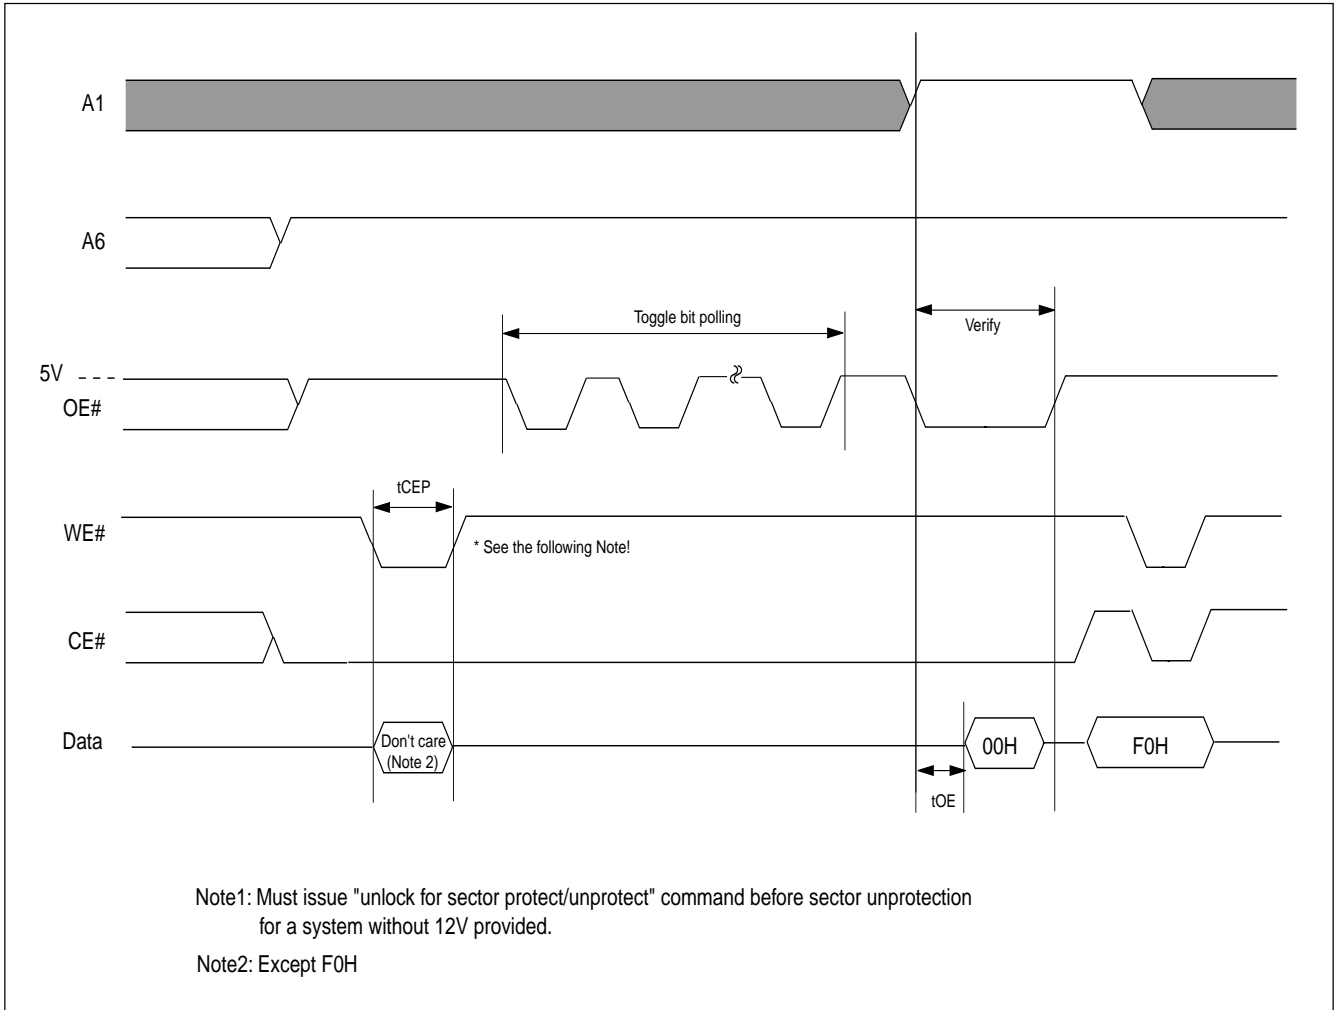 A1
A6
Toggle bit polling
Verify
5V
OE#
tCEP
WE#
* See the following Note!
CE#
Data
Don't care
(Note 2)
00H
F0H
tOE
Note1: Must issue "unlock for sector protect/unprotect" command before sector unprotection
for a system without 12V provided.
Note2: Except F0H